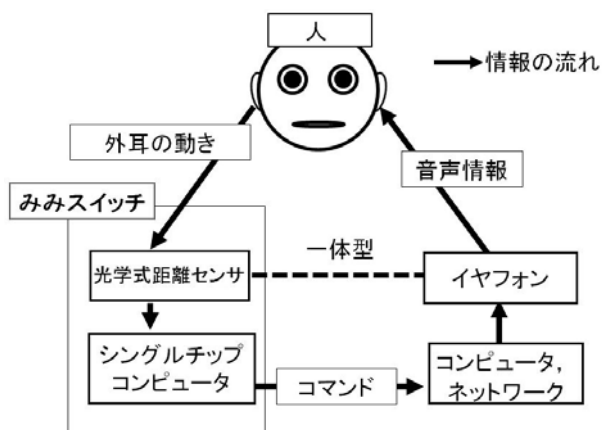 人
情報の流れ
外耳の動き
音声情報
みみスイッチ
一体型
光学式距離センサ
イヤフォン
シングルチップ
コンピュータ
コマンド
コンピュータ,
ネットワーク